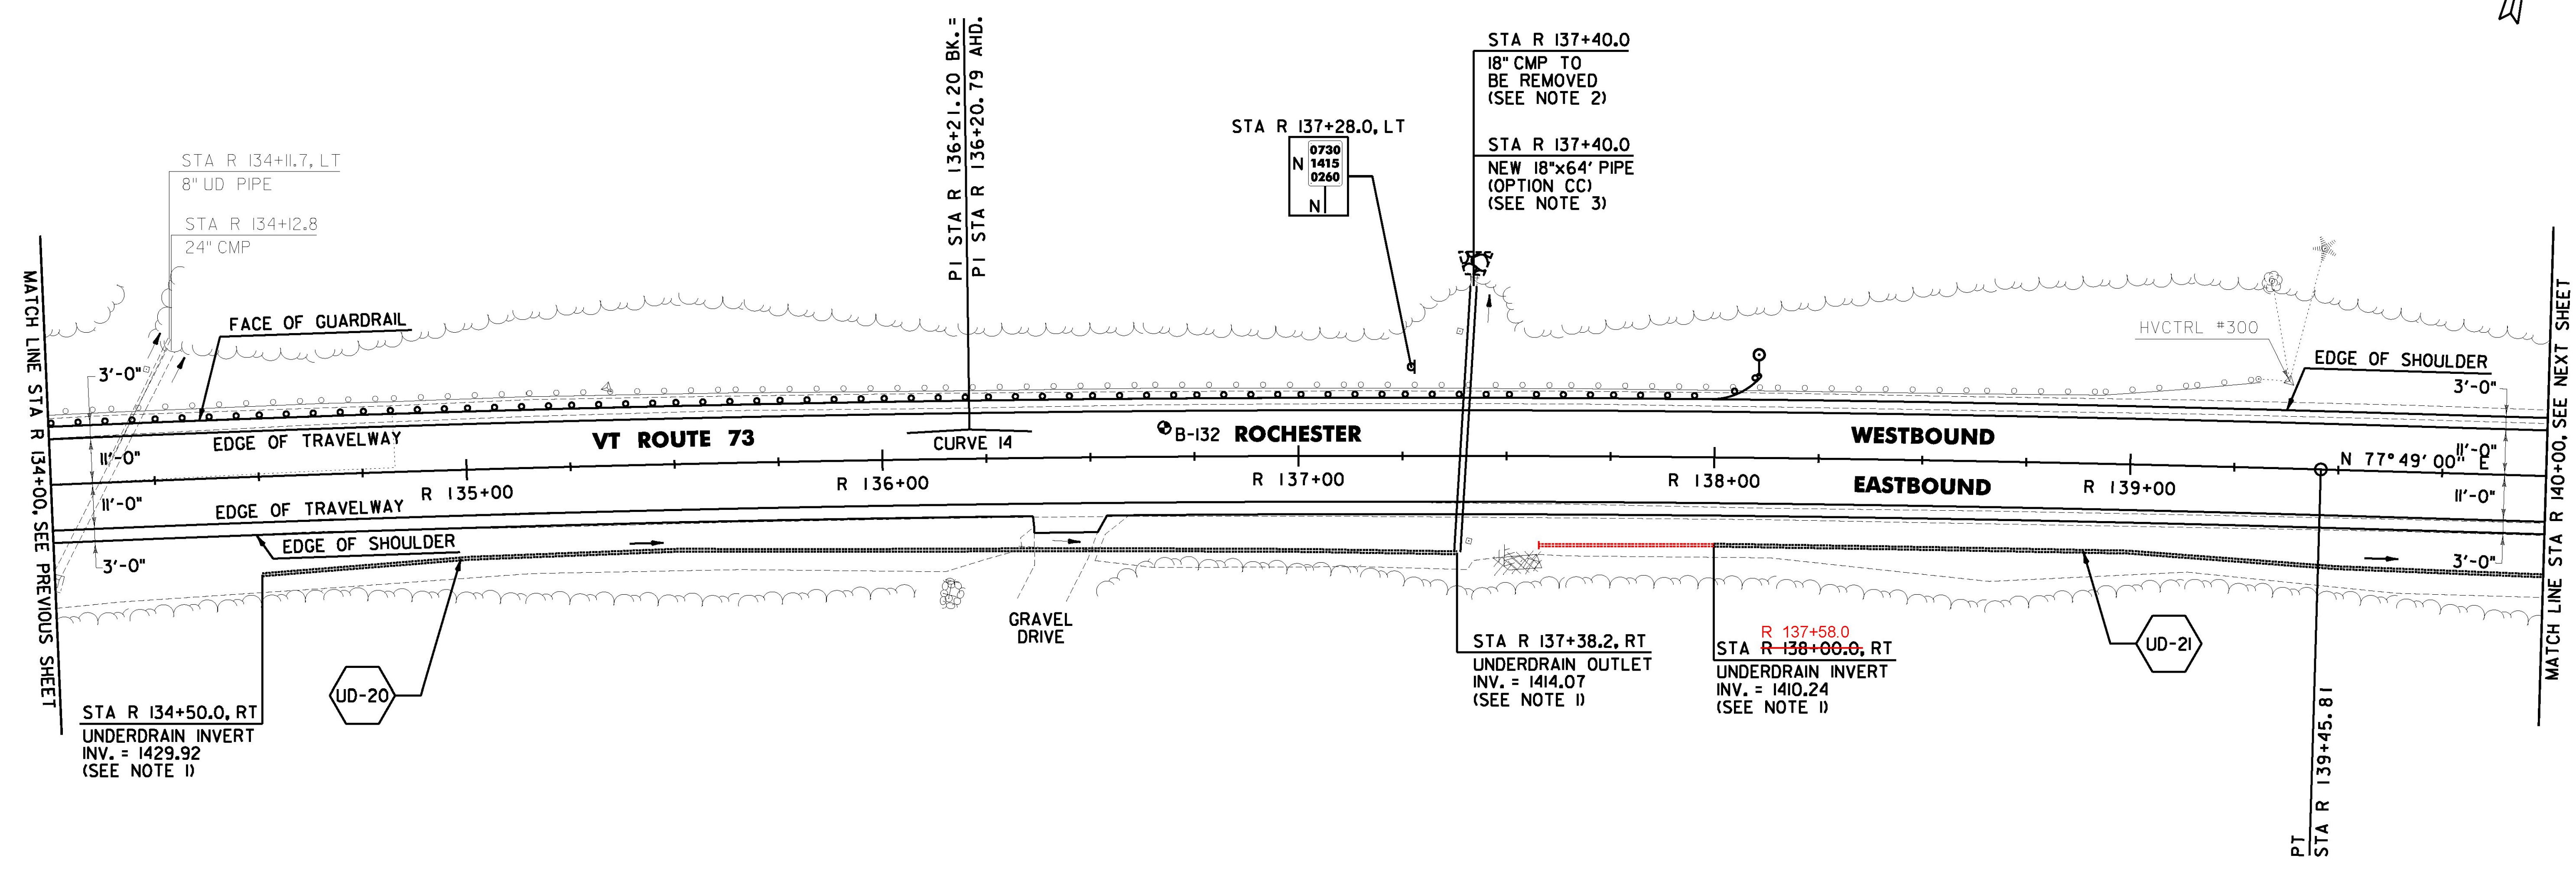 STA R 134+11.7, LT
8" UD PIPE
STA R 134+12.8
24" CMP
FACE OF GUARDRAIL
MATCH LINE STA R 134+00, SEE PREVIOUS SHEET
3'-0"
11'-0"
11'-0"
3'-0"
EDGE OF TRAVELWAY
EDGE OF TRAVELWAY
EDGE OF SHOULDER
VT ROUTE 73
PI STA R 136+21.20 BK. =
PI STA R 136+20.79 AHD.
CURVE 14
B-132
ROCHESTER
STA R 137+28.0, LT
0730
N 1415
0260
N
STA R 137+40.0
18" CMP TO
BE REMOVED
(SEE NOTE 2)
STA R 137+40.0
NEW 18"x64' PIPE
(OPTION CC)
(SEE NOTE 3)
WESTBOUND
EASTBOUND
R 135+00
R 136+00
R 137+00
R 138+00
R 139+00
HVCTRL #300
EDGE OF SHOULDER
3'-0"
11'-0"
N 77°49'00" E
11'-0"
3'-0"
MATCH LINE STA R 140+00, SEE NEXT SHEET
GRAVEL
DRIVE
STA R 134+50.0, RT
UNDERDRAIN INVERT
INV. = 1429.92
(SEE NOTE 1)
UD-20
STA R 137+38.2, RT
UNDERDRAIN OUTLET
INV. = 1414.07
(SEE NOTE 1)
R 137+58.0
STA R 138+00.0, RT
UNDERDRAIN INVERT
INV. = 1410.24
(SEE NOTE 1)
UD-21
PT
STA R 139+45.81